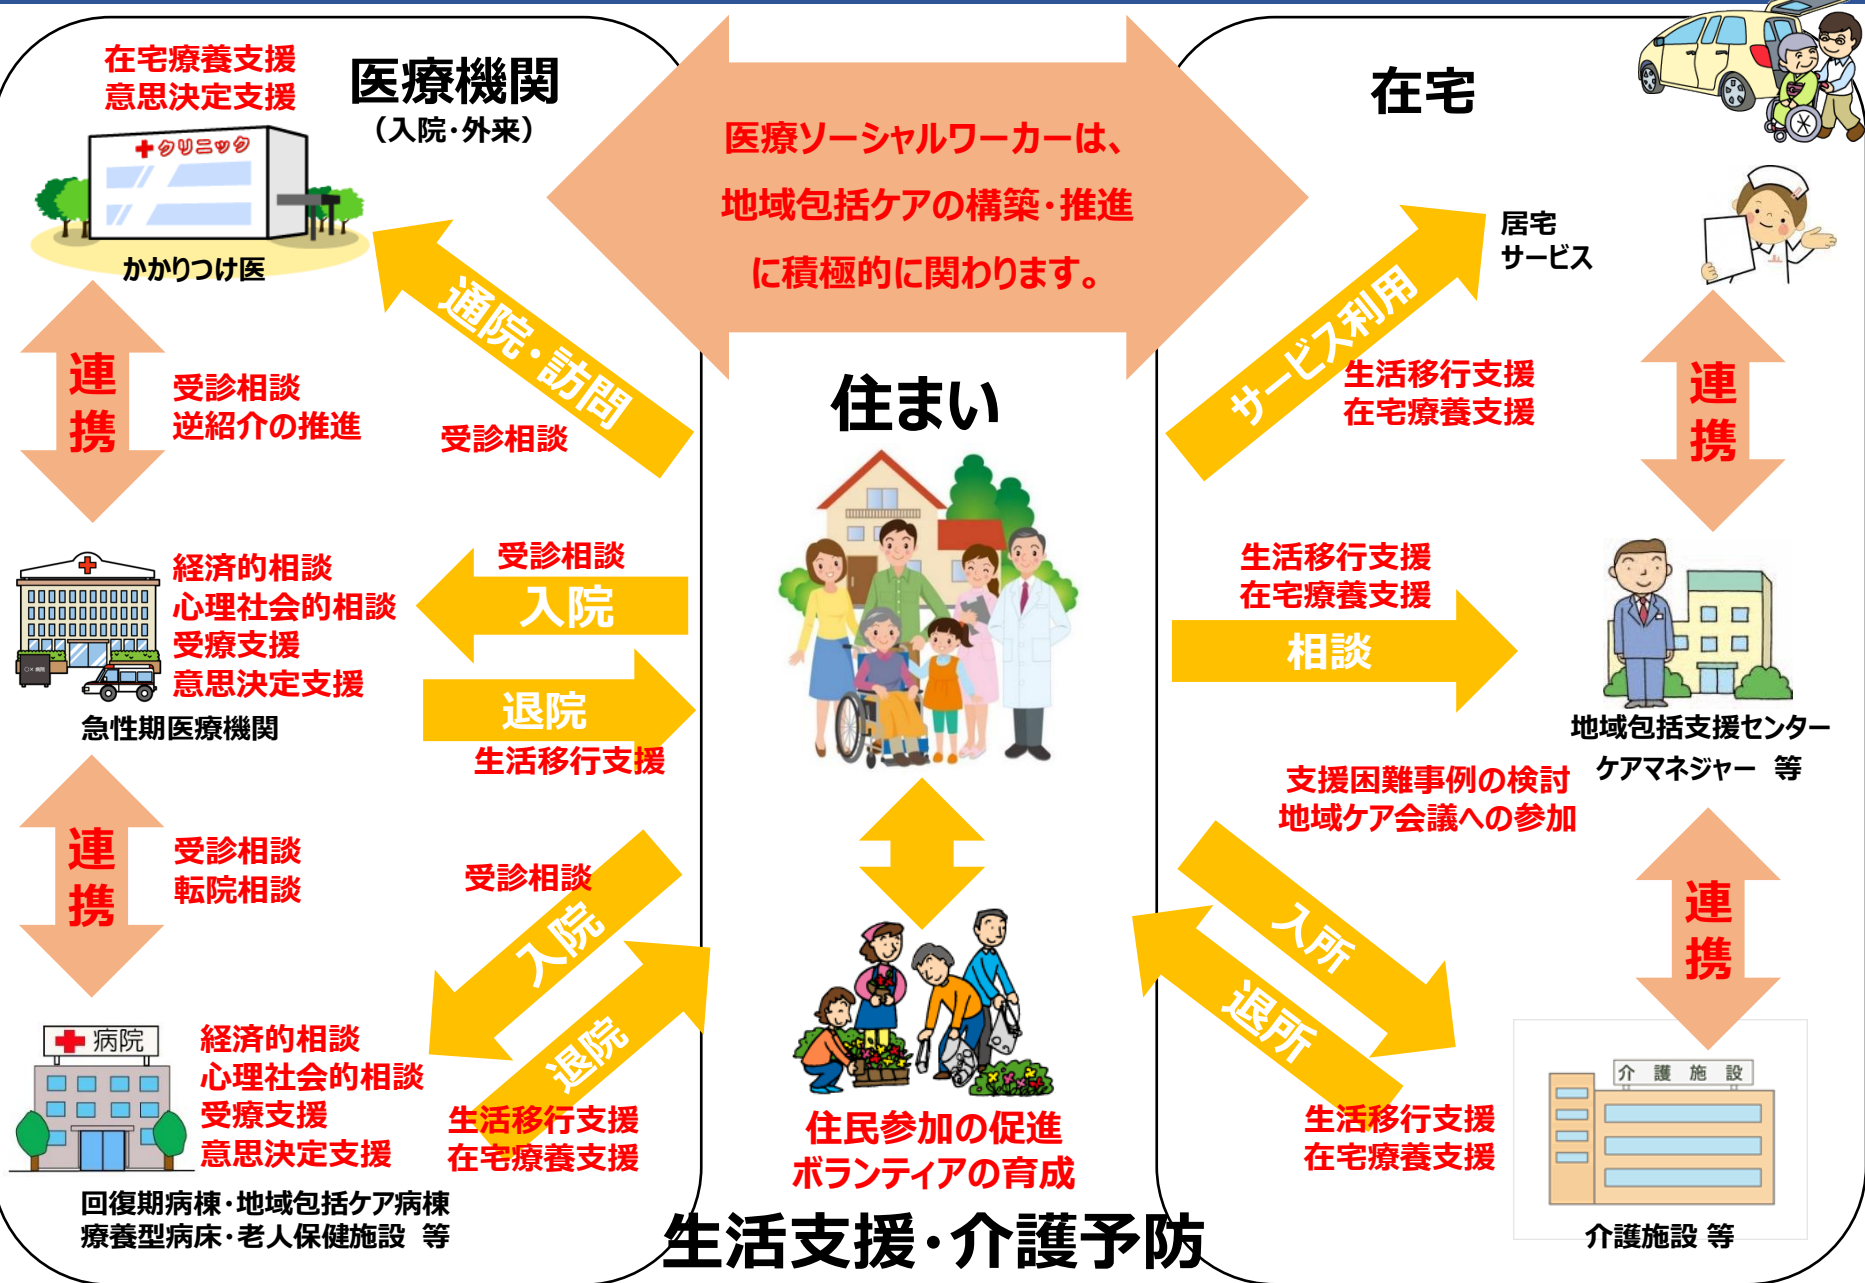 在宅療養支援
意思決定支援
医療機関
（入院・外来）
クリニック
かかりつけ医
医療ソーシャルワーカーは、
地域包括ケアの構築・推進
に積極的に関わります。
在宅
居宅
サービス
通院・訪問
受診相談
サービス利用
生活移行支援
在宅療養支援
連携
受診相談
逆紹介の推進
連携
住まい
経済的相談
心理社会的相談
受療支援
意思決定支援
急性期医療機関
受診相談
入院
退院
生活移行支援
生活移行支援
在宅療養支援
相談
地域包括支援センター
ケアマネジャー 等
支援困難事例の検討
地域ケア会議への参加
連携
受診相談
転院相談
受診相談
入院
退院
生活移行支援
在宅療養支援
入所
退所
生活移行支援
在宅療養支援
連携
病院
経済的相談
心理社会的相談
受療支援
意思決定支援
回復期病棟・地域包括ケア病棟
療養型病床・老人保健施設 等
住民参加の促進
ボランティアの育成
生活支援・介護予防
介護施設
介護施設 等